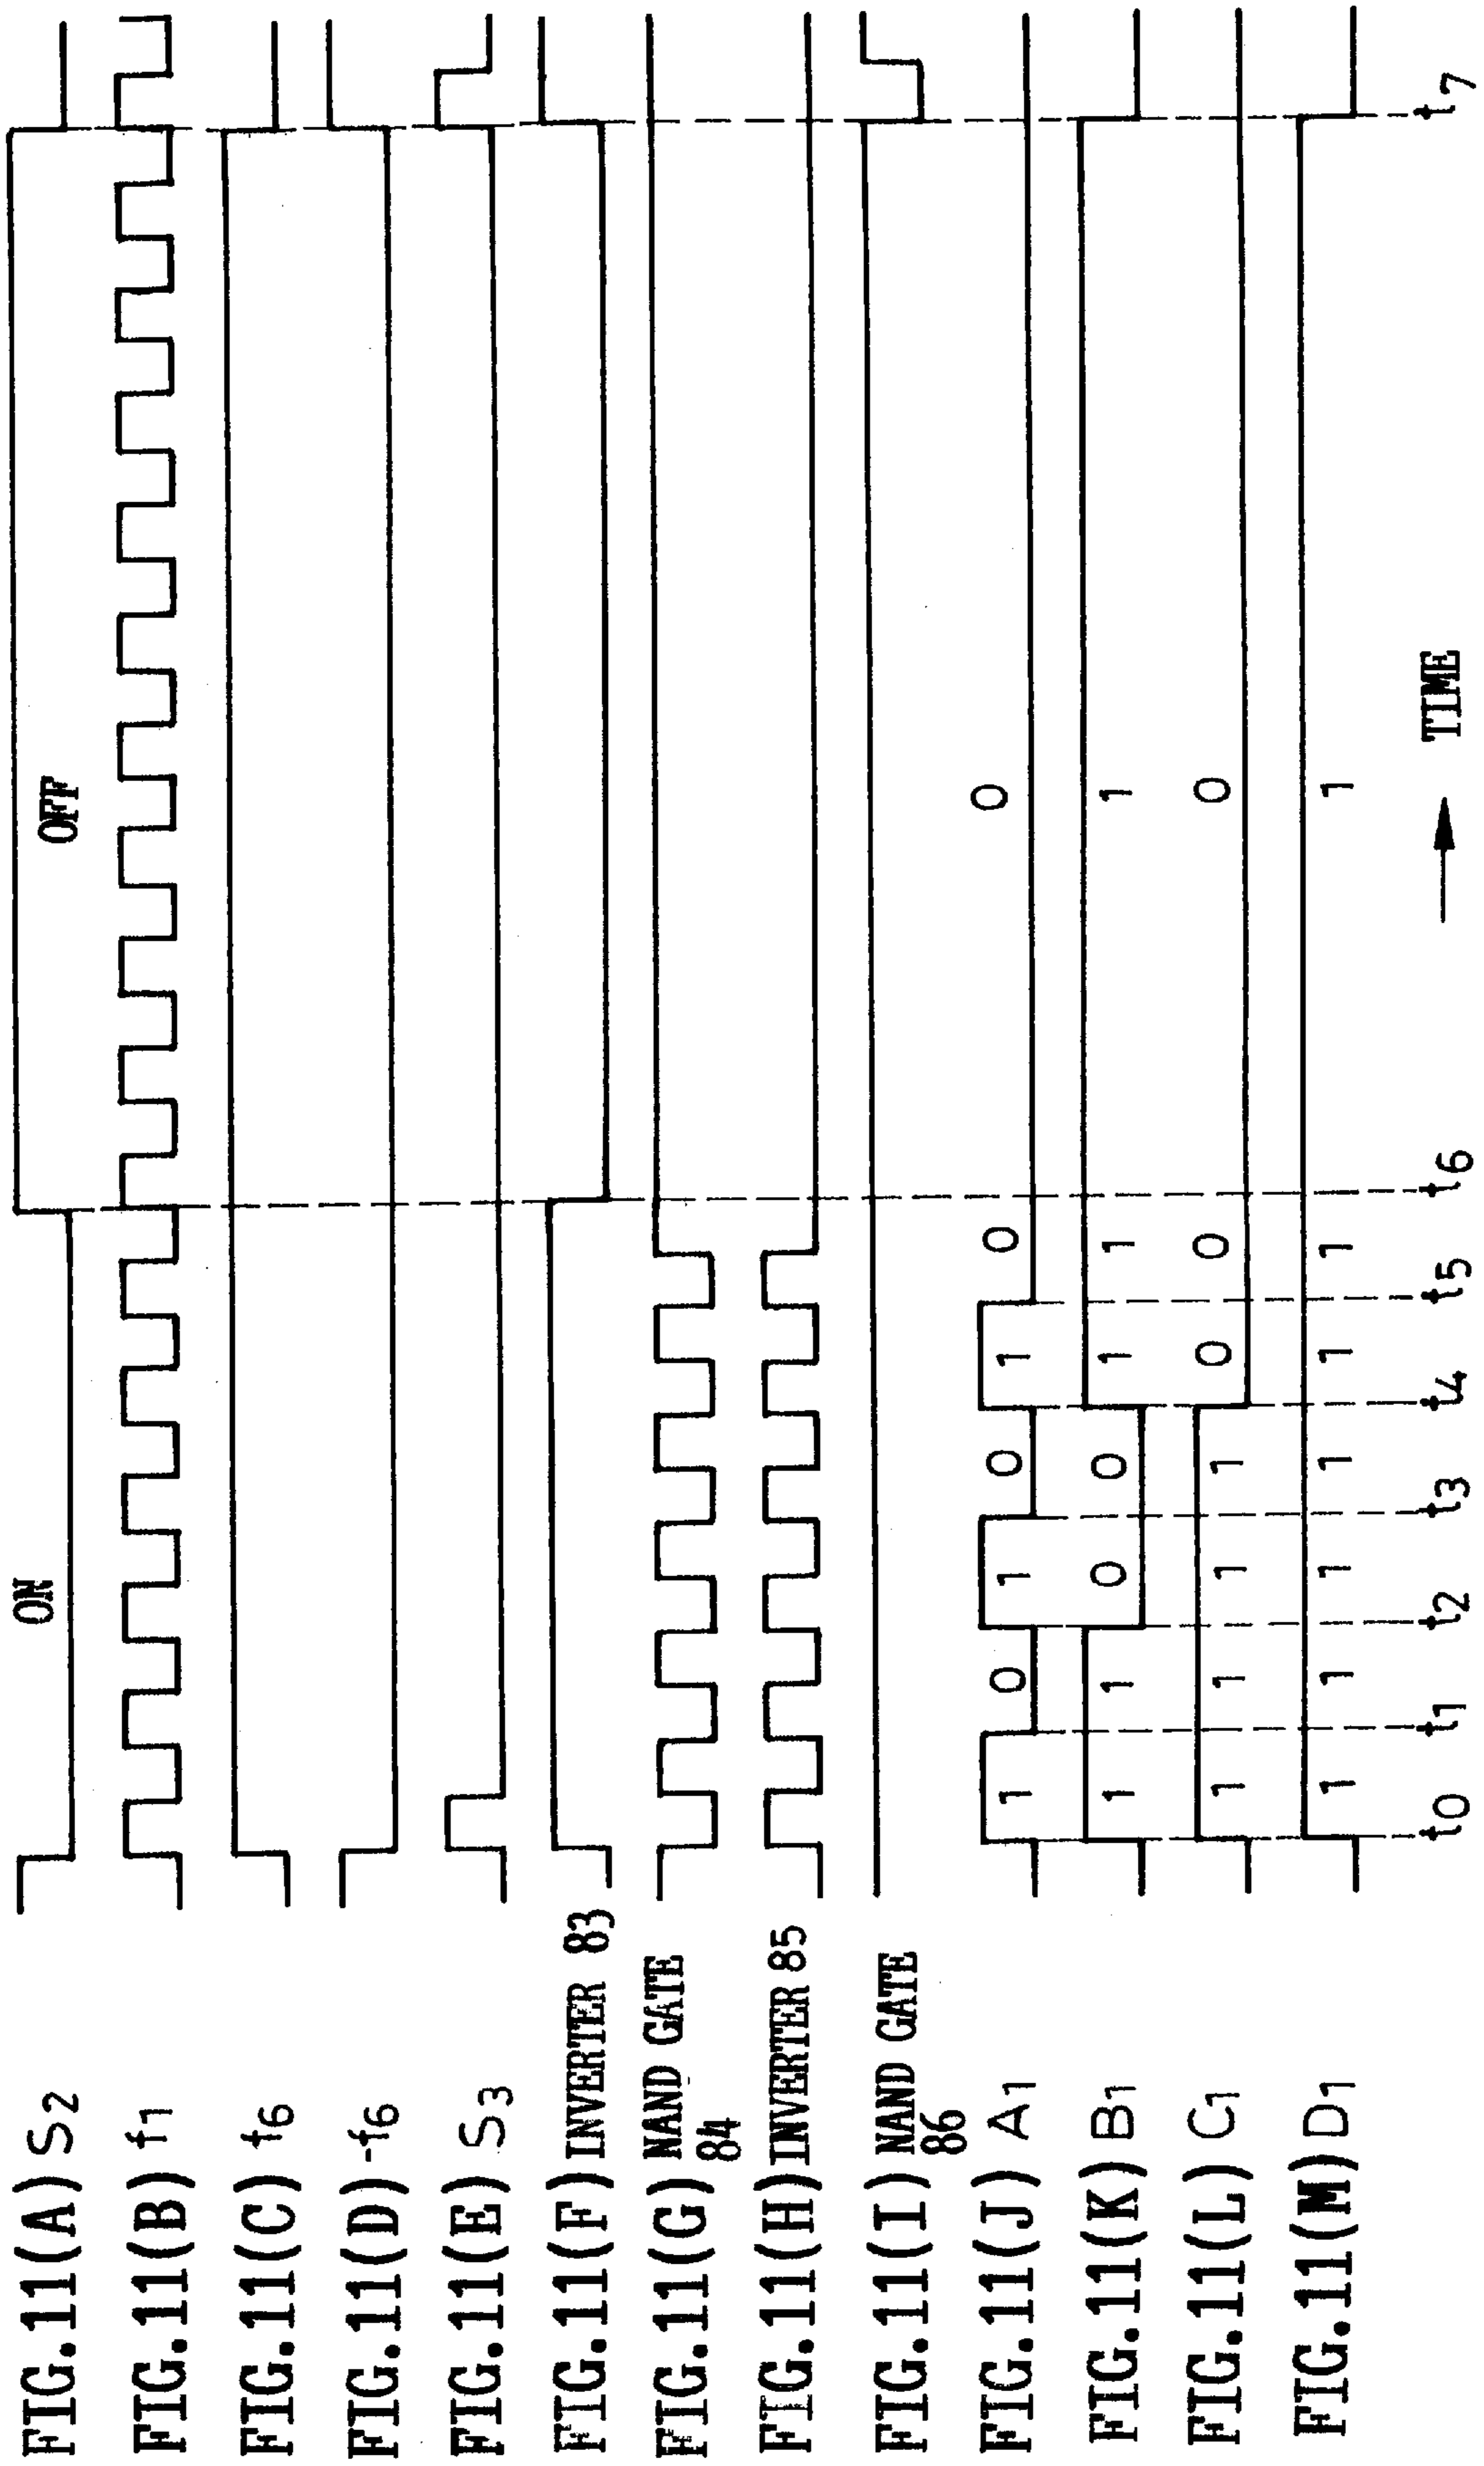 FIG.11(A) S2
ON
OFF
FIG.11(B) f1
FIG.11(C) f6
FIG.11(D) -f6
FIG.11(E) S3
FIG.11(F) INVERTER 83
FIG.11(G) NAND GATE
84
FIG.11(H) INVERTER 85
FIG.11(I) NAND GATE
86
FIG.11(J) A1
1 0 1 0 1 0 0
FIG.11(K) B1
1 1 0 0 1 1 1
FIG.11(L) C1
1 1 1 1 0 0 0
FIG.11(M) D1
1 1 1 1 1 1 1
t0 t1 t2 t3 t4 t5 t6 t7
→ TIME